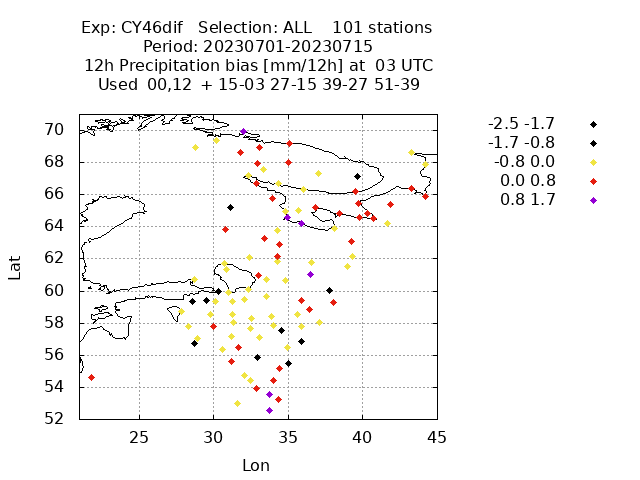 Exp: CY46dif   Selection: ALL    101 stations
Period: 20230701-20230715
12h Precipitation bias [mm/12h] at  03 UTC
Used  00,12  + 15-03 27-15 39-27 51-39
-2.5 -1.7
-1.7 -0.8
-0.8 0.0
0.0 0.8
0.8 1.7
70
68
66
64
62
60
58
56
54
52
Lat
25 30 35 40 45
Lon